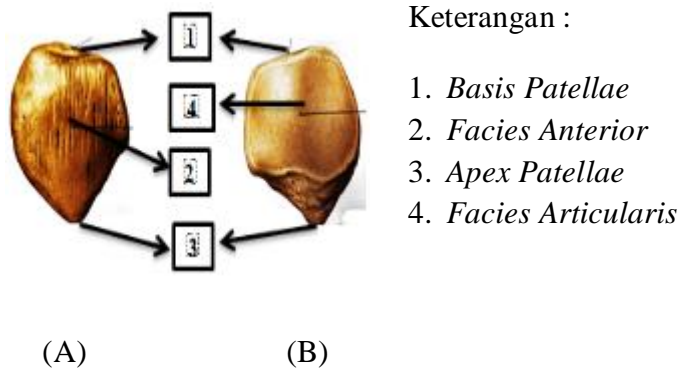 Keterangan :
1. Basis Patellae
2. Facies Anterior
3. Apex Patellae
4. Facies Articularis
1
4
2
3
(A) (B)